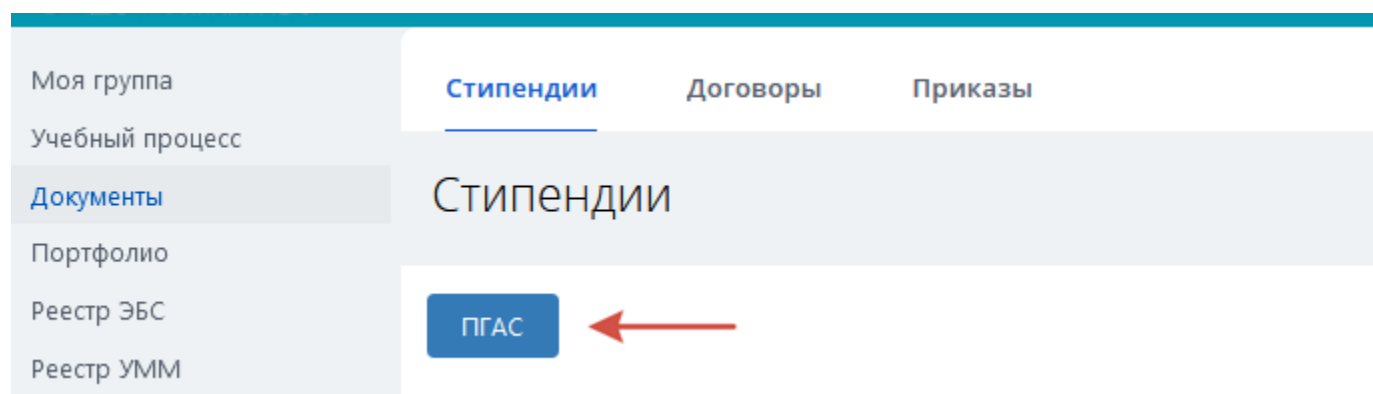 Моя группа
Учебный процесс
Документы
Портфолио
Реестр ЭБС
Реестр УММ
Стипендии Договоры Приказы
Стипендии
ПГАС